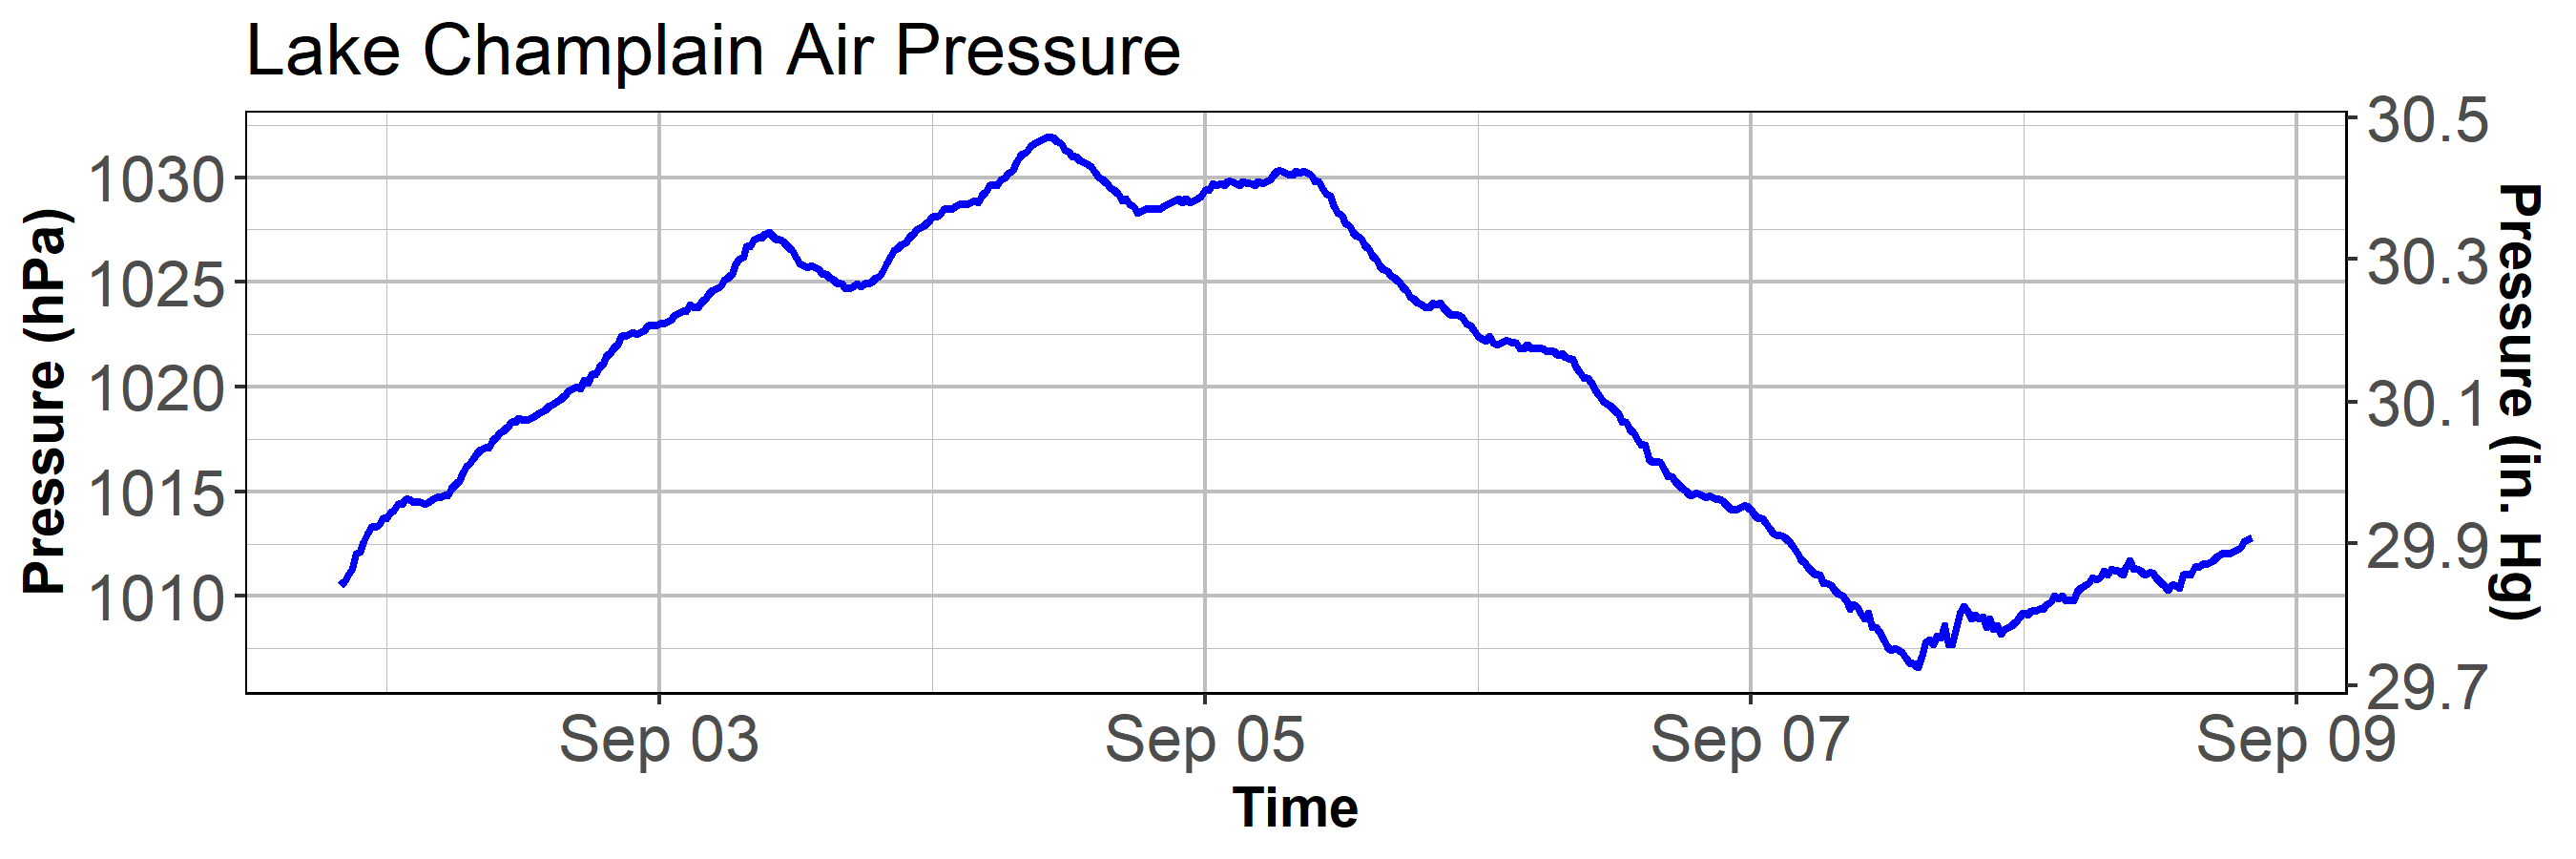 Lake Champlain Air Pressure
Pressure (hPa)
1030
1025
1020
1015
1010
30.5
30.3
30.1
29.9
29.7
Pressure (in. Hg)
Sep 03
Sep 05
Sep 07
Sep 09
Time